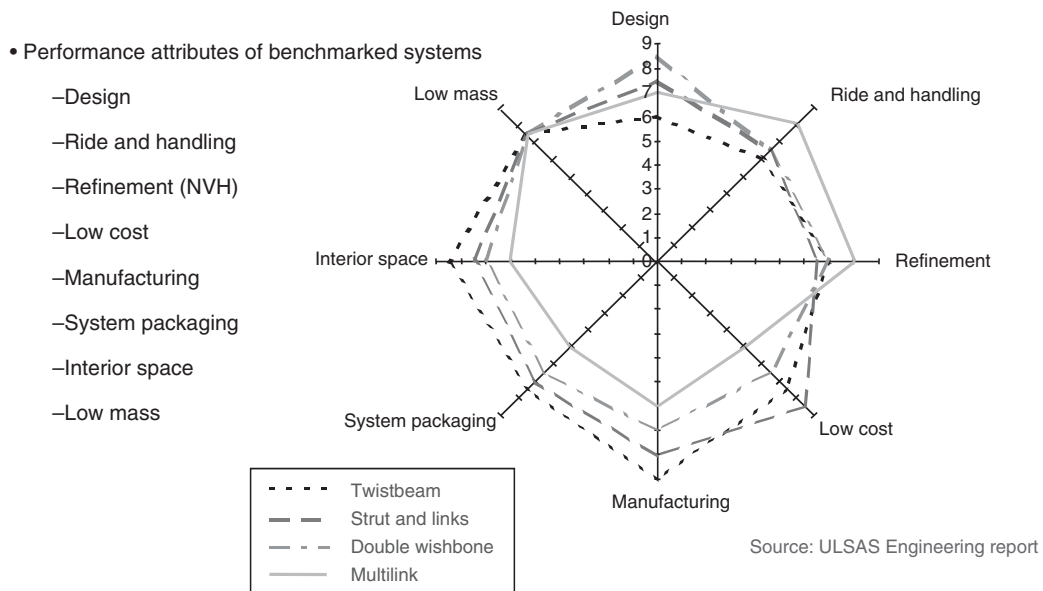 • Performance attributes of benchmarked systems
–Design
–Ride and handling
–Refinement (NVH)
–Low cost
–Manufacturing
–System packaging
–Interior space
–Low mass
Design
9
8
7
6
5
4
3
2
1
0
Low mass
Ride and handling
Interior space
Refinement
System packaging
Low cost
Manufacturing
Twistbeam
Strut and links
Double wishbone
Multilink
Source: ULSAS Engineering report